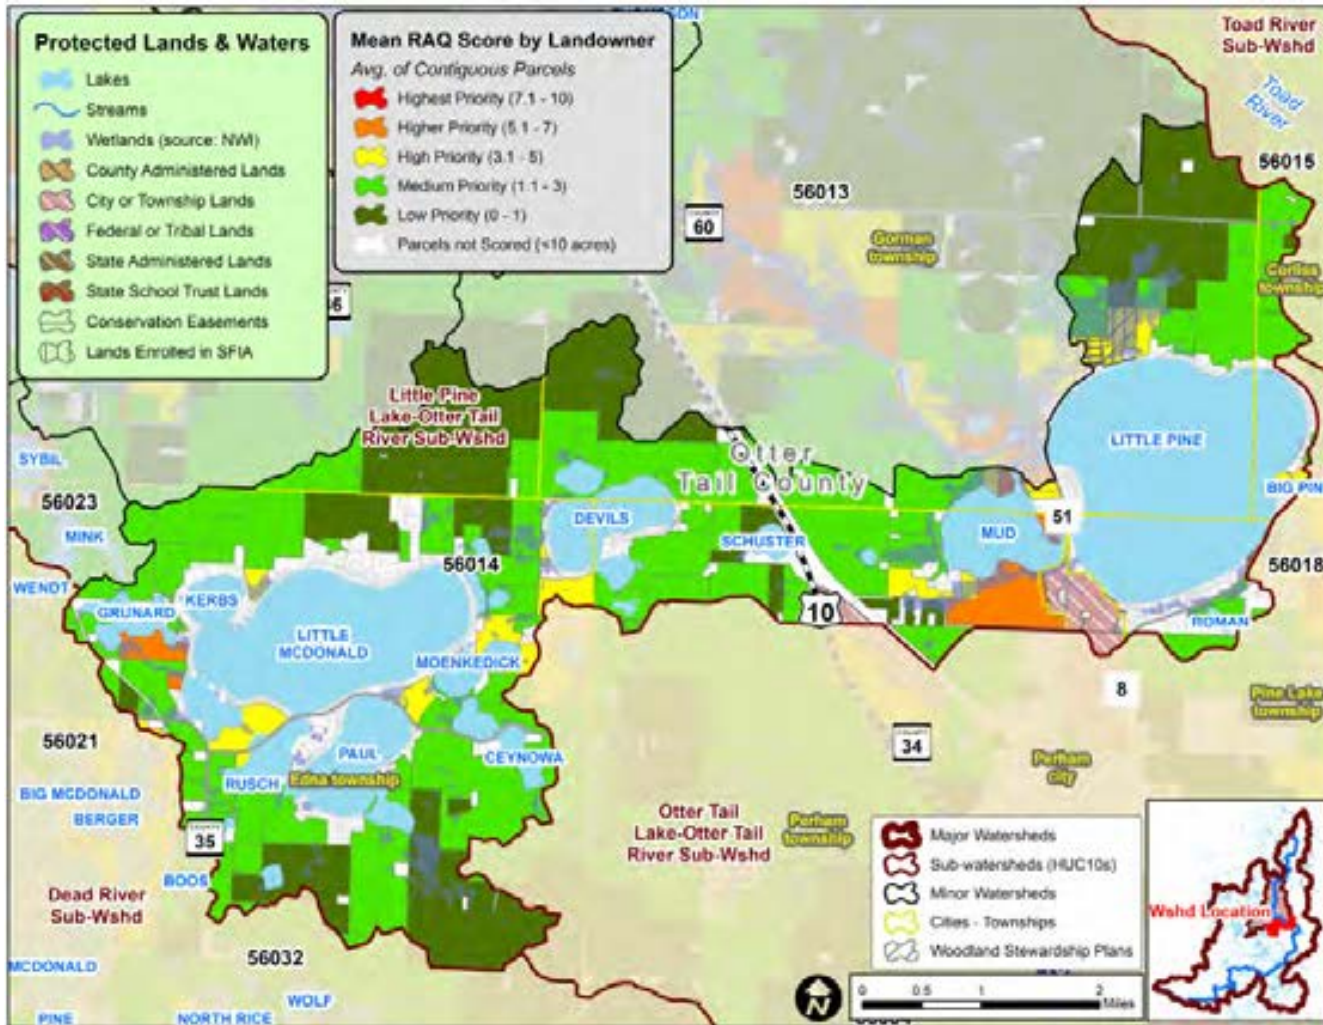 Protected Lands & Waters
Lakes
Streams
Wetlands (source: NWI)
County Administered Lands
City or Township Lands
Federal or Tribal Lands
State Administered Lands
State School Trust Lands
Conservation Easements
Lands Enrolled in SFIA
Mean RAQ Score by Landowner
Avg. of Contiguous Parcels
Highest Priority (7.1 - 10)
Higher Priority (5.1 - 7)
High Priority (3.1 - 5)
Medium Priority (1.1 - 3)
Low Priority (0 - 1)
Parcels not Scored (<10 acres)
Toad River
Sub-Wshd
Toad
River
56015
56013
COUNTY
60
Gorman
township
Corliss
township
Little Pine
Lake-Otter Tail
River Sub-Wshd
Otter
Tail County
LITTLE PINE
SYBIL
56023
MINK
WENDT
BIG PINE
51
DEVILS
SCHUSTER
MUD
56014
56018
GRUNARD
KERBS
10
ROMAN
LITTLE
MCDONALD
MOENKEDICK
8
Pine Lake
township
56021
PAUL
CEYNOWA
RUSCH
Edna township
COUNTY
34
Perham
city
BIG MCDONALD
BERGER
COUNTY
35
Otter Tail
Lake-Otter Tail
River Sub-Wshd
Perham
township
BOOS
Dead River
Sub-Wshd
56032
MCDONALD
WOLF
PINE
NORTH RICE
Major Watersheds
Sub-watersheds (HUC10s)
Minor Watersheds
Cities - Townships
Woodland Stewardship Plans
Wshd Location
N
0 0.5 1 2
Miles